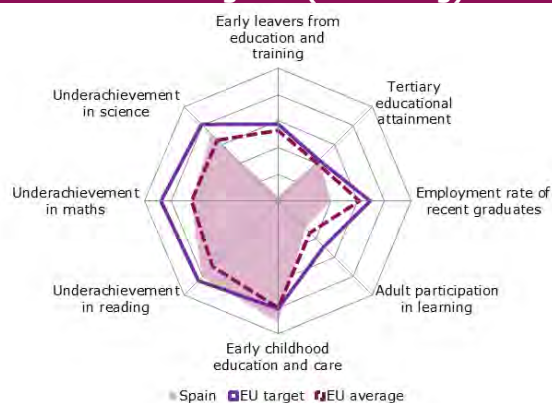 Early leavers from
education and
training
Underachievement
in science
Tertiary
educational
attainment
Underachievement
in maths
Employment rate of
recent graduates
Underachievement
in reading
Adult participation
in learning
Early childhood
education and care
Spain EU target EU average